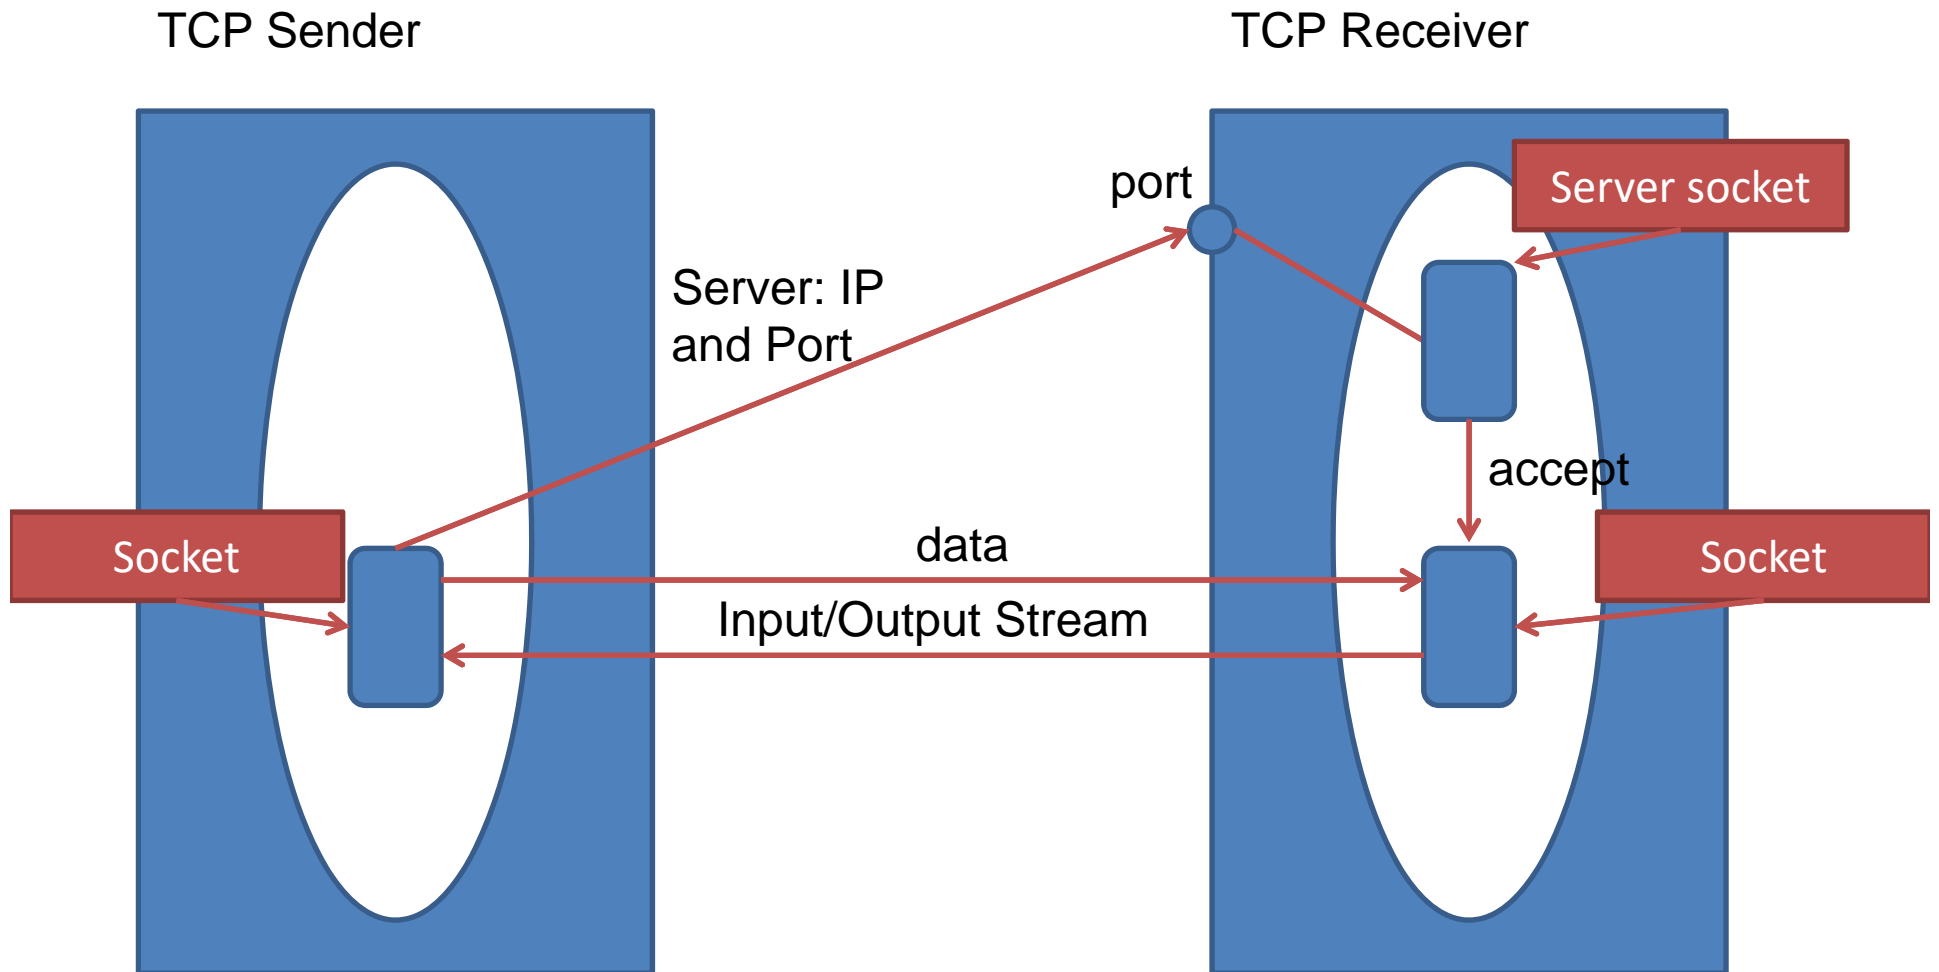 TCP Sender
TCP Receiver
port
Server socket
Server: IP
and Port
accept
Socket
data
Socket
Input/Output Stream